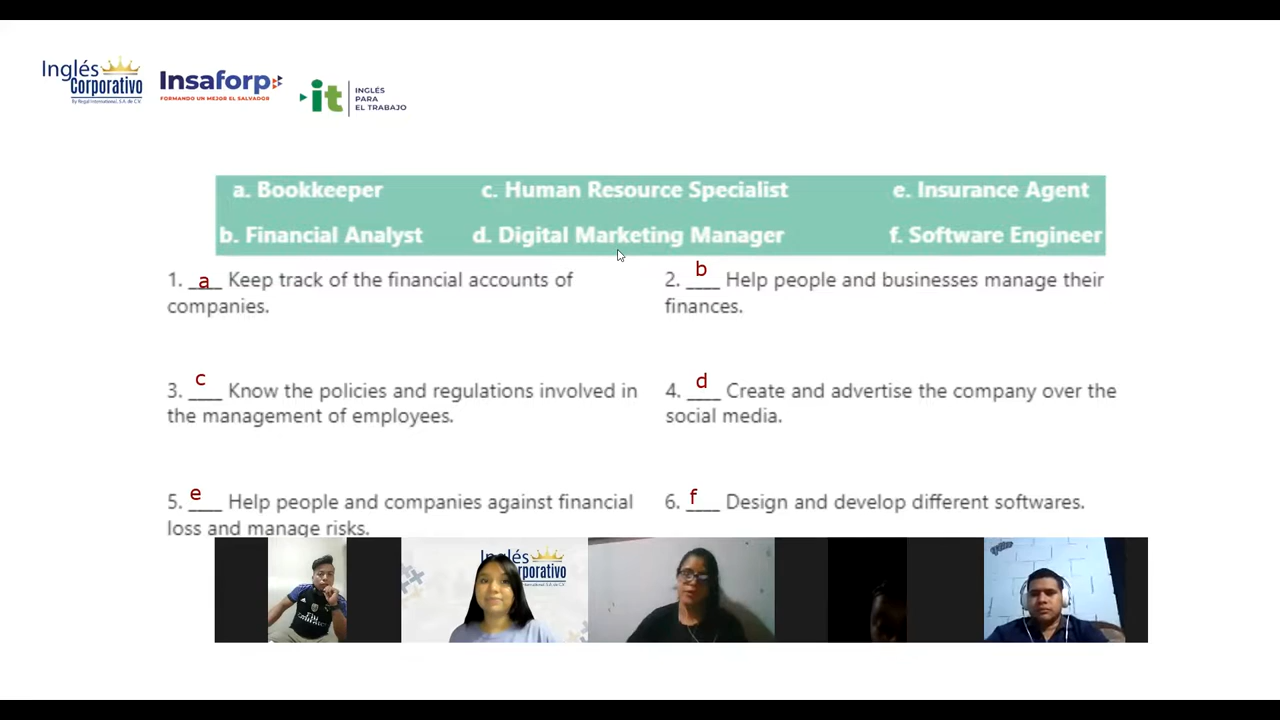 Inglés
Corporativo
By Regal International, S.A. de C.V.
Insaforp
FORMANDO UN MEJOR EL SALVADOR
it
INGLÉS
PARA
EL TRABAJO
a. Bookkeeper c. Human Resource Specialist e. Insurance Agent
b. Financial Analyst d. Digital Marketing Manager f. Software Engineer
1. a Keep track of the financial accounts of
companies.
2. b Help people and businesses manage their
finances.
3. c Know the policies and regulations involved in
the management of employees.
4. d Create and advertise the company over the
social media.
5. e Help people and companies against financial
loss and manage risks.
6. f Design and develop different softwares.
Inglés
Corporativo